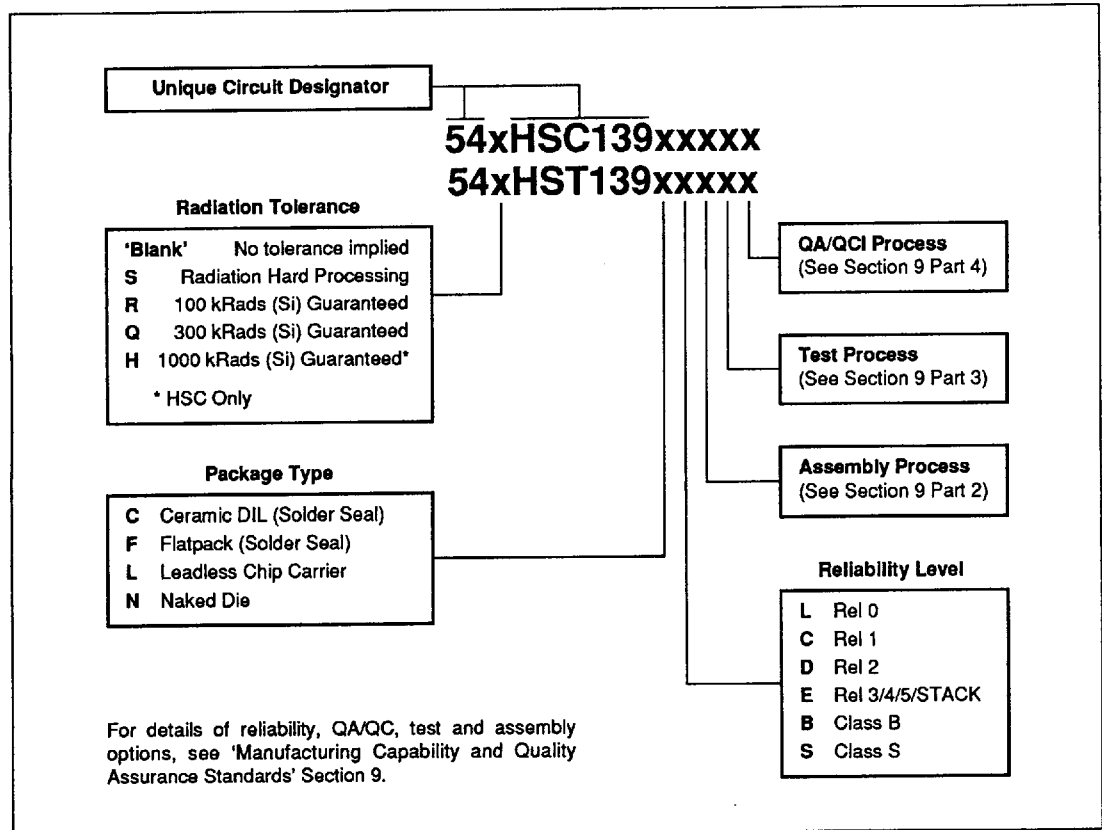 Unique Circuit Designator
54xHSC139xxxxx
54xHST139xxxxx
Radiation Tolerance
'Blank' No tolerance implied
S Radiation Hard Processing
R 100 kRads (Si) Guaranteed
Q 300 kRads (Si) Guaranteed
H 1000 kRads (Si) Guaranteed*
* HSC Only
Package Type
C Ceramic DIL (Solder Seal)
F Flatpack (Solder Seal)
L Leadless Chip Carrier
N Naked Die
QA/QCI Process
(See Section 9 Part 4)
Test Process
(See Section 9 Part 3)
Assembly Process
(See Section 9 Part 2)
Reliability Level
L Rel 0
C Rel 1
D Rel 2
E Rel 3/4/5/STACK
B Class B
S Class S
For details of reliability, QA/QC, test and assembly
options, see 'Manufacturing Capability and Quality
Assurance Standards' Section 9.